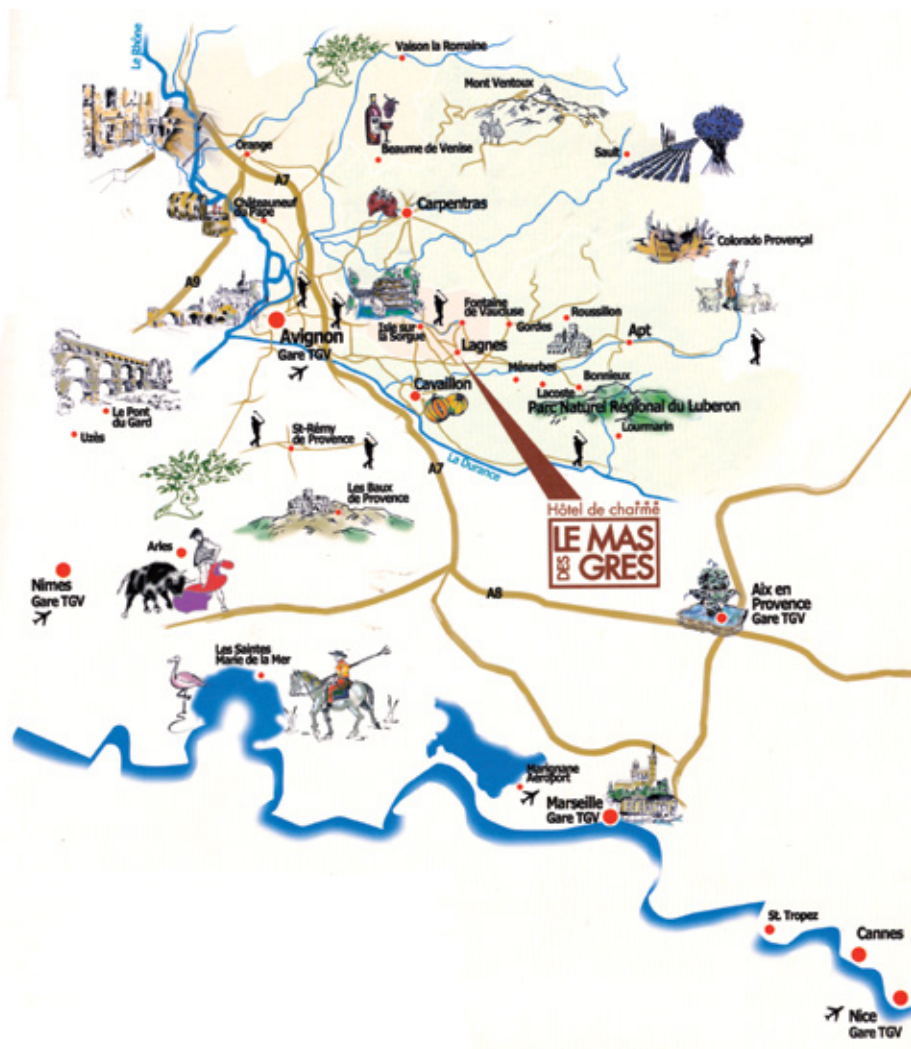 Le Rhône
Vaison la Romaine
Mont Ventoux
Orange
Beaume de Venise
Sault
A7
Châteauneuf
du Pape
Carpentras
Colorado Provençal
A9
Fontaine
de Vaucluse
Roussillon
Isle sur
la Sorgue
Gordes
Avignon
Gare TGV
Lagnes
Apt
Ménerbes
Bonnieux
Lacoste
Cavaillon
Parc Naturel Régional du Luberon
Le Pont
du Gard
Uzès
St-Rémy
de Provence
Lourmarin
A7
La Durance
Les Baux
de Provence
Hôtel de charme
LE MAS
DES
GRES
Arles
Nimes
Gare TGV
A8
Aix en
Provence
Gare TGV
Les Saintes
Marie de la Mer
Marignane
Aéroport
Marseille
Gare TGV
St. Tropez
Cannes
Nice
Gare TGV